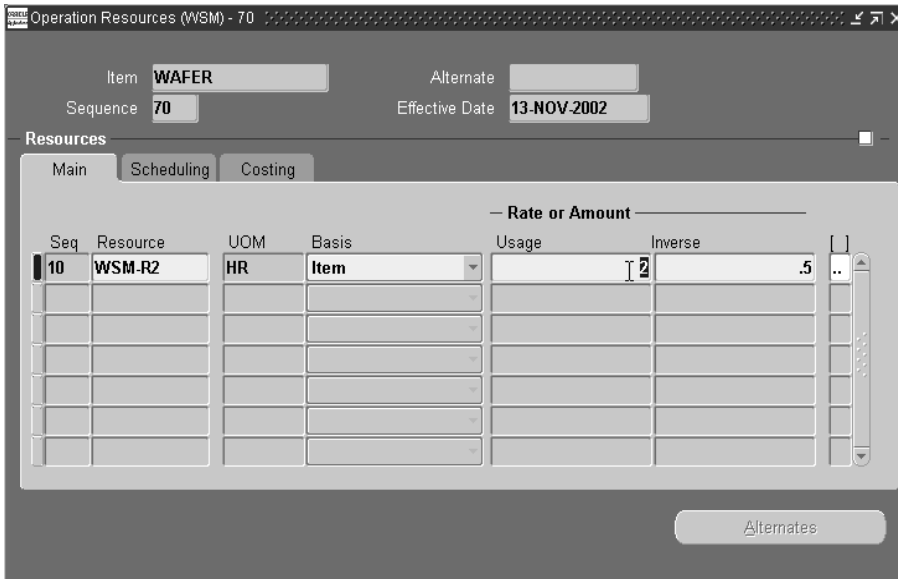 ORACLE Operation Resources (WSM) - 70
Item WAFER Alternate
Sequence 70 Effective Date 13-NOV-2002
Resources
Main Scheduling Costing
Rate or Amount
Seq Resource UOM Basis Usage Inverse [ ]
10 WSM-R2 HR Item 2 .5 ..
Alternates